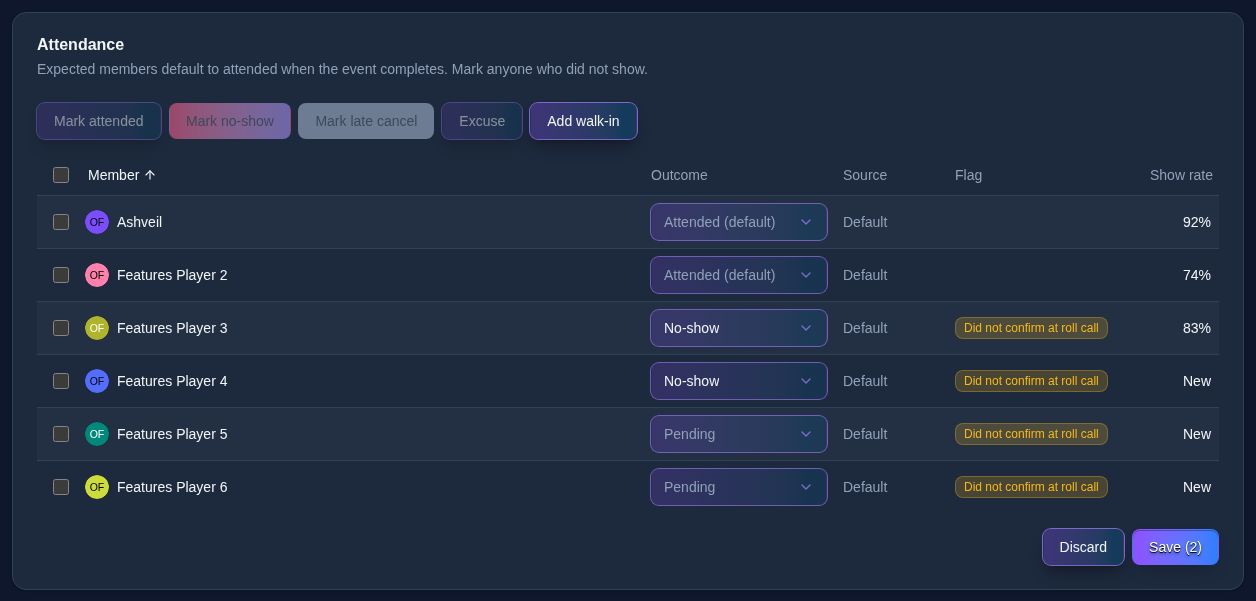 Attendance
Expected members default to attended when the event completes. Mark anyone who did not show.
Mark attended Mark no-show Mark late cancel Excuse Add walk-in
Member Outcome Source Flag Show rate
OF Ashveil Attended (default) Default 92%
OF Features Player 2 Attended (default) Default 74%
OF Features Player 3 No-show Default Did not confirm at roll call 83%
OF Features Player 4 No-show Default Did not confirm at roll call New
OF Features Player 5 Pending Default Did not confirm at roll call New
OF Features Player 6 Pending Default Did not confirm at roll call New
Discard Save (2)